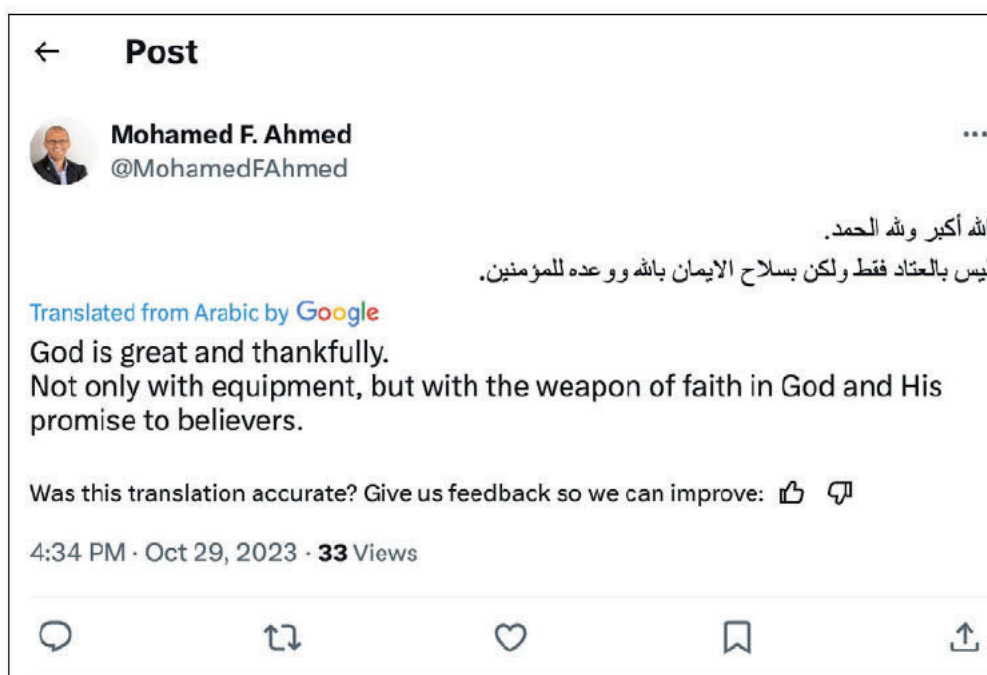 Post
Mohamed F. Ahmed
@MohamedFAhmed
الله أكبر ولله الحمد.
ليس بالعتاد فقط ولكن بسلاح الايمان بالله ووعده للمؤمنين.
Translated from Arabic by Google
God is great and thankfully.
Not only with equipment, but with the weapon of faith in God and His
promise to believers.
Was this translation accurate? Give us feedback so we can improve:
4:34 PM · Oct 29, 2023 · 33 Views